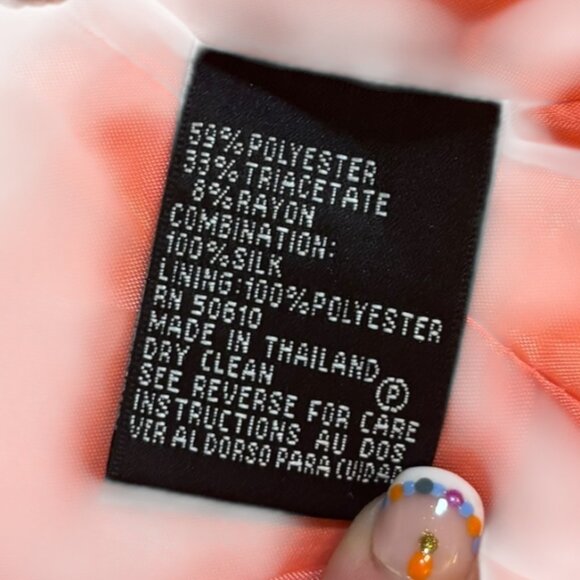 59% POLYESTER
33% TRIACETATE
8% RAYON
COMBINATION:
100% SILK
LINING: 100% POLYESTER
RN 50610
MADE IN THAILAND
DRY CLEAN Ⓟ
SEE REVERSE FOR CARE
INSTRUCTIONS AU DOS
VER AL DORSO PARA CUIDAD